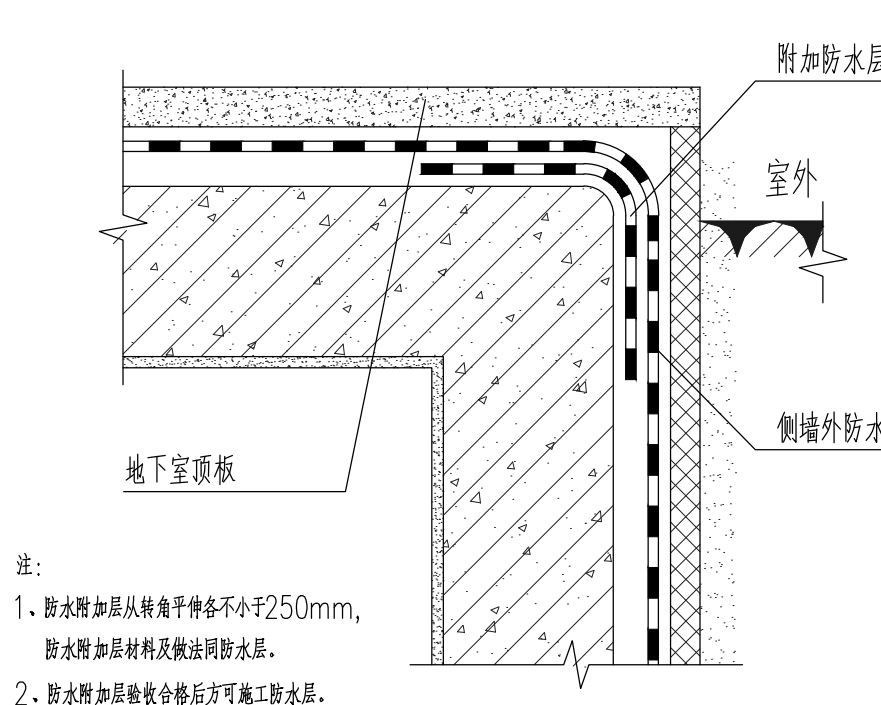 附加防水层
室外
侧墙外防水
地下室顶板
注：
1、防水附加层从转角平伸各不小于250mm，
防水附加层材料及做法同防水层。
2、防水附加层验收合格后方可施工防水层。